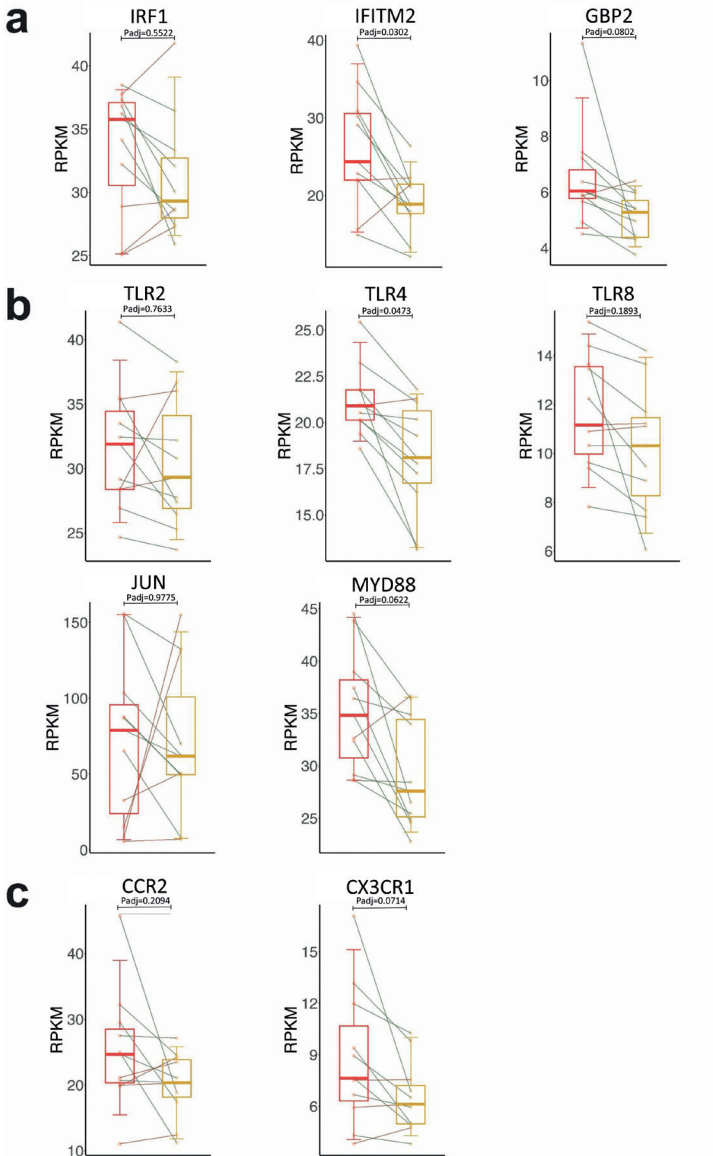 a
IRF1
Padj=0.5522
RPKM
40
35
30
25
IFITM2
Padj=0.0302
RPKM
40
30
20
GBP2
Padj=0.0802
RPKM
10
8
6
4
b
TLR2
Padj=0.7633
RPKM
40
35
30
25
TLR4
Padj=0.0473
RPKM
25.0
22.5
20.0
17.5
15.0
TLR8
Padj=0.1893
RPKM
14
12
10
8
6
JUN
Padj=0.9775
RPKM
150
100
50
0
MYD88
Padj=0.0622
RPKM
45
40
35
30
25
c
CCR2
Padj=0.2094
RPKM
40
30
20
10
CX3CR1
Padj=0.0714
RPKM
15
12
9
6